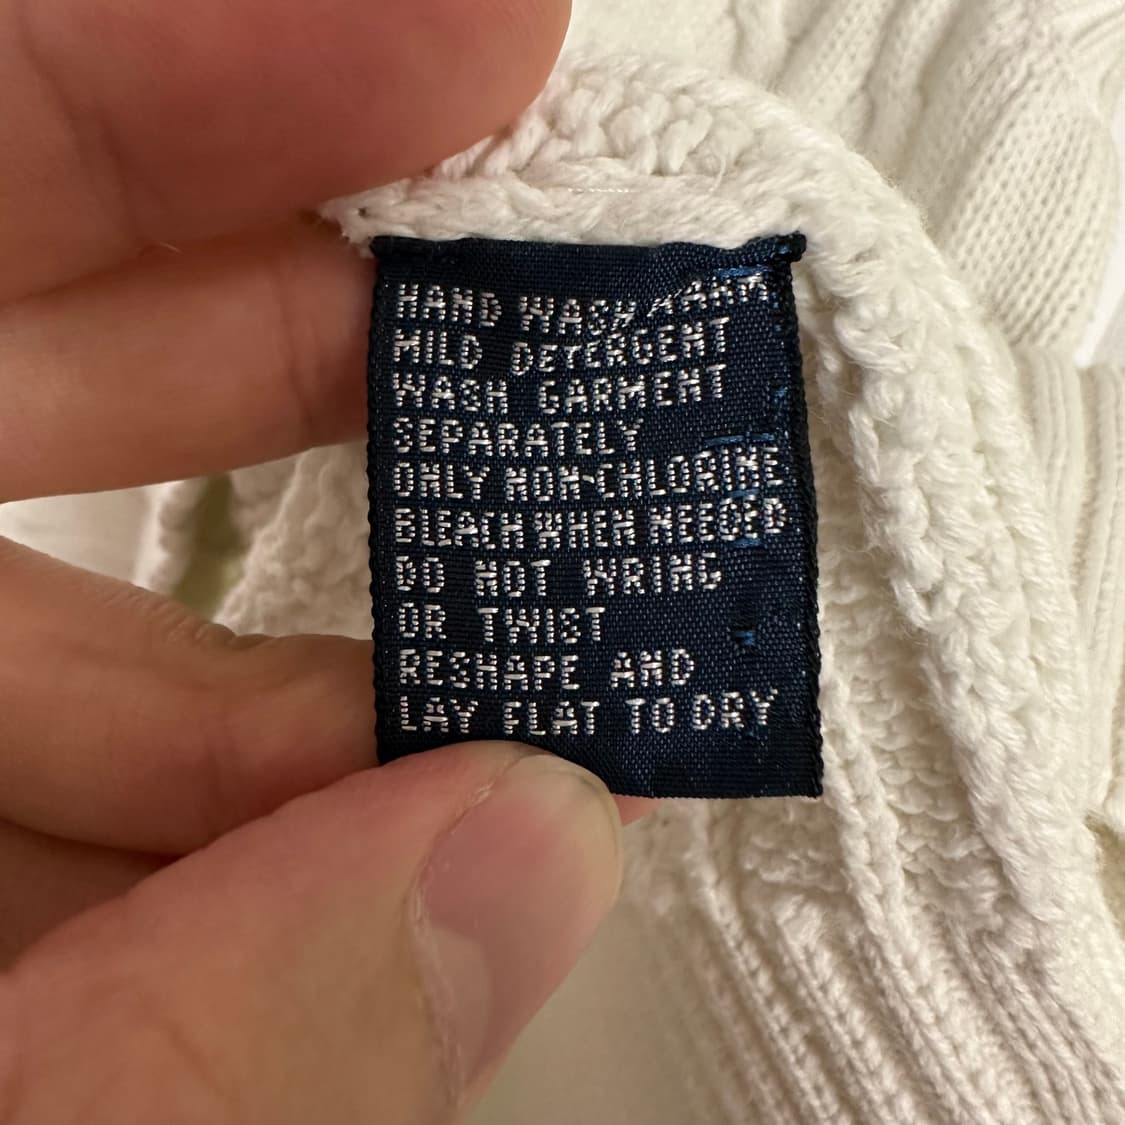 HAND WASH WARM
MILD DETERGENT
WASH GARMENT
SEPARATELY
ONLY NON-CHLORINE
BLEACH WHEN NEEDED
DO NOT WRING
OR TWIST
RESHAPE AND
LAY FLAT TO DRY